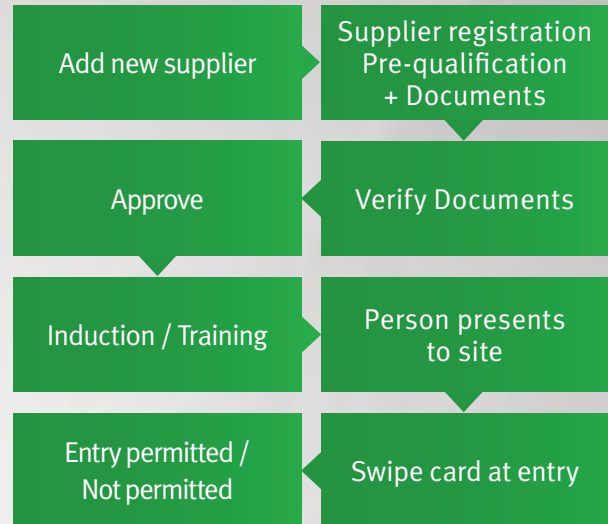 Add new supplier
Supplier registration
Pre-qualification
+ Documents
Verify Documents
Approve
Induction / Training
Person presents
to site
Swipe card at entry
Entry permitted /
Not permitted